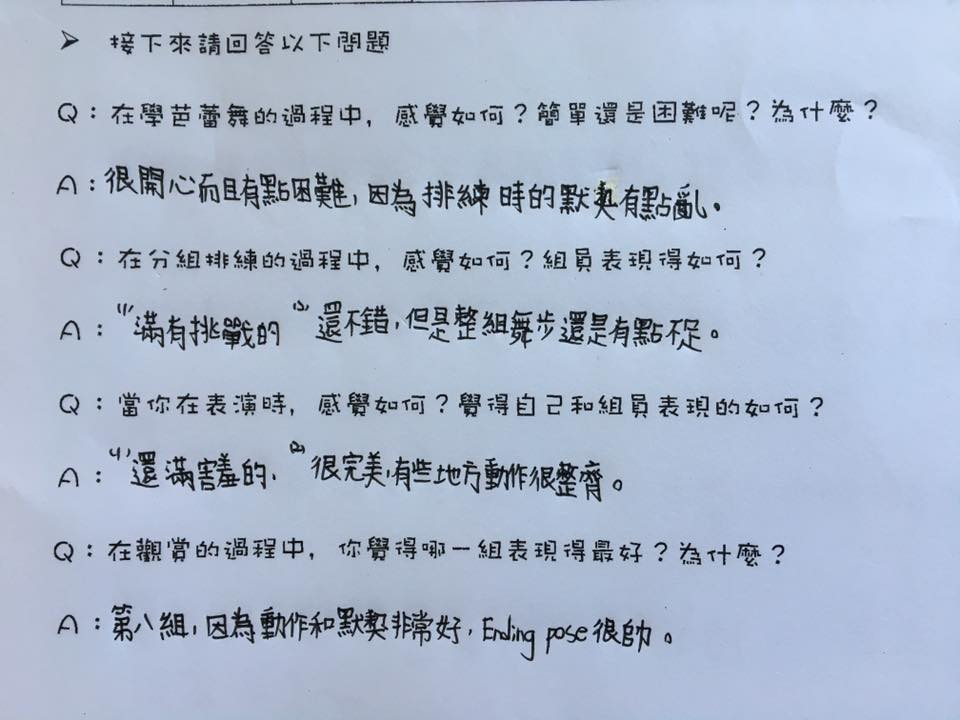 ➤ 接下來請回答以下問題
Q：在學芭蕾舞的過程中，感覺如何？簡單還是困難呢？為什麼？
A：很開心而且有點困難，因為排練時的默契有點亂。
Q：在分組排練的過程中，感覺如何？組員表現得如何？
A：(1)滿有挑戰的 (2)還不錯，但是整組舞步還是有點不足。
Q：當你在表演時，感覺如何？覺得自己和組員表現的如何？
A：(1)還滿害羞的， (2)很完美，有些地方動作很整齊。
Q：在觀賞的過程中，你覺得哪一組表現得最好？為什麼？
A：第八組，因為動作和默契非常好，Ending pose很帥。